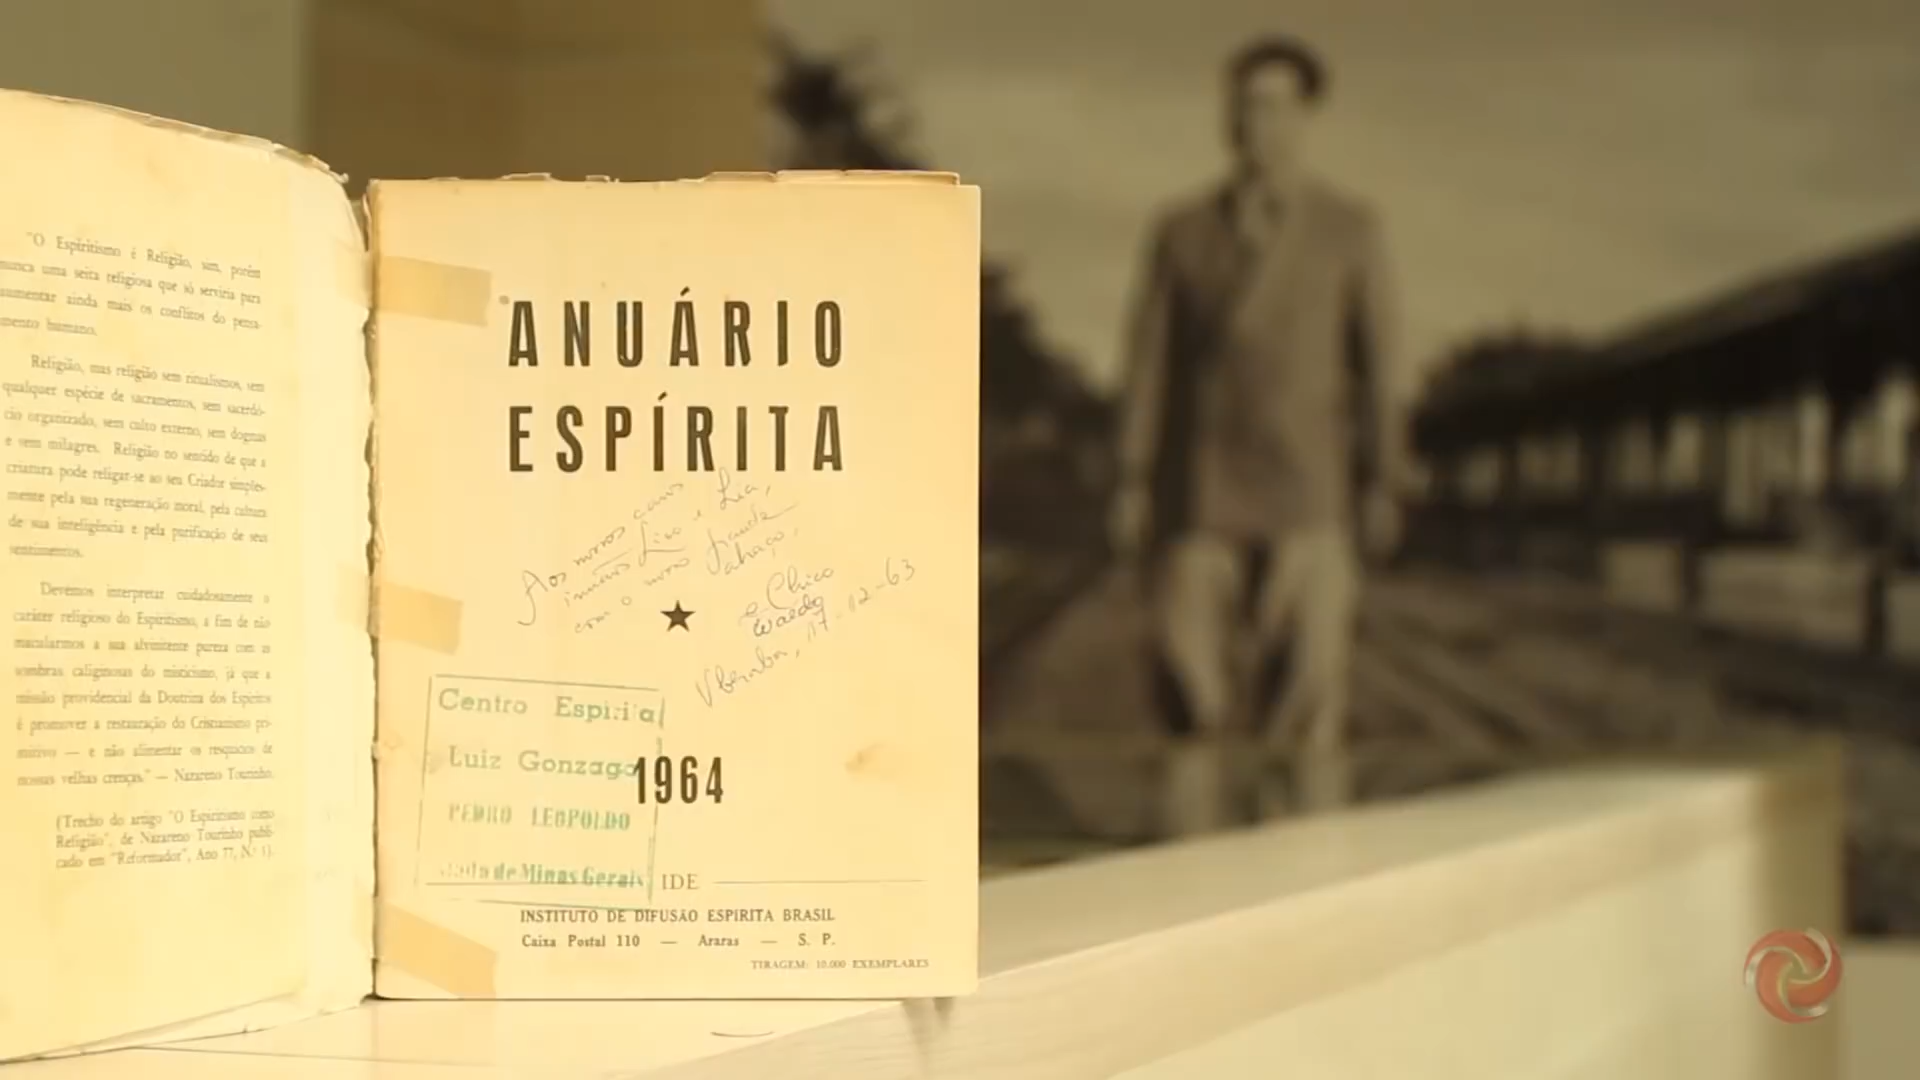 "O Espiritismo é Religião, sim, porém
nunca uma seita religiosa que só serviria para
aumentar ainda mais os conflitos do pensa-
mento humano.
Religião, mas religião sem ritualismos, sem
qualquer espécie de sacramentos, sem sacerdó-
cio organizado, sem culto externo, sem dogmas
e sem milagres. Religião no sentido de que a
criatura pode religar-se ao seu Criador simples-
mente pela sua regeneração moral, pela cultura
de sua inteligência e pela purificação de seus
sentimentos.
Devemos interpretar cuidadosamente o
caráter religioso do Espiritismo, a fim de não
macularmos a sua alvinitente pureza com as
sombras caliginosas do misticismo, já que a
missão providencial da Doutrina dos Espíritos
é promover a restauração do Cristianismo pri-
mitivo — e não alimentar os resquícios de
nossas velhas crenças." — Nazareno Tourinho.
(Trecho do artigo "O Espiritismo como
Religião", de Nazareno Tourinho publi-
cado em "Reformador", Ano 77, N.º 1).
ANUÁRIO
ESPÍRITA
Aos nossos caros
irmãos Lico e Lia,
com o nosso grande
abraço,
Chico
Waldo
Uberaba, 17-12-63
Centro Espirita
Luiz Gonzaga
PEDRO LEOPOLDO
de Minas Gerais
1964
IDE
INSTITUTO DE DIFUSÃO ESPÍRITA BRASIL
Caixa Postal 110 — Araras — S. P.
TIRAGEM: 10.000 EXEMPLARES